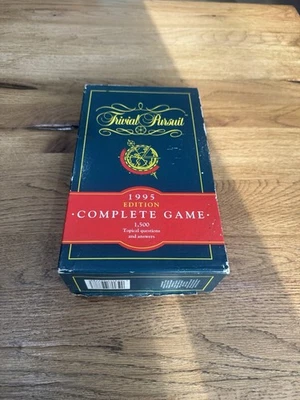 Trivial Pursuit
1995
EDITION
· COMPLETE GAME ·
1,500
Topical questions
and answers